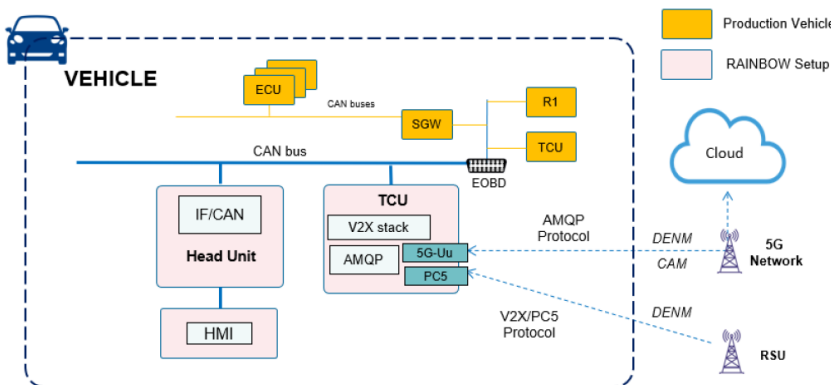 Production Vehicle
RAINBOW Setup
VEHICLE
ECU
CAN buses
SGW
R1
TCU
CAN bus
EOBD
IF/CAN
Head Unit
HMI
TCU
V2X stack
AMQP
5G-Uu
PC5
AMQP
Protocol
DENM
CAM
V2X/PC5
Protocol
DENM
Cloud
5G
Network
RSU